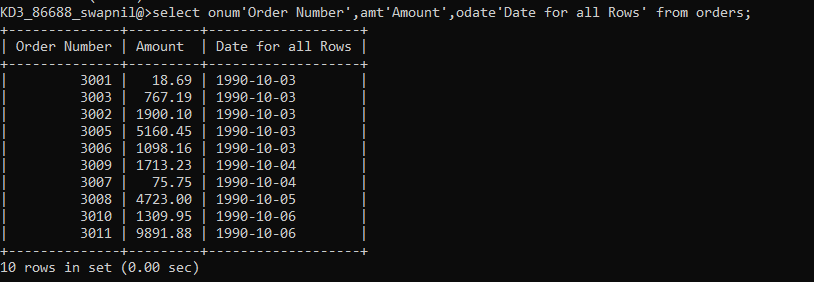 KD3_86688_swapnil@>select onum'Order Number',amt'Amount',odate'Date for all Rows' from orders;
+--------------+---------+-------------------+
| Order Number | Amount  | Date for all Rows |
+--------------+---------+-------------------+
|         3001 |   18.69 | 1990-10-03        |
|         3003 |  767.19 | 1990-10-03        |
|         3002 | 1900.10 | 1990-10-03        |
|         3005 | 5160.45 | 1990-10-03        |
|         3006 | 1098.16 | 1990-10-03        |
|         3009 | 1713.23 | 1990-10-04        |
|         3007 |   75.75 | 1990-10-04        |
|         3008 | 4723.00 | 1990-10-05        |
|         3010 | 1309.95 | 1990-10-06        |
|         3011 | 9891.88 | 1990-10-06        |
+--------------+---------+-------------------+
10 rows in set (0.00 sec)